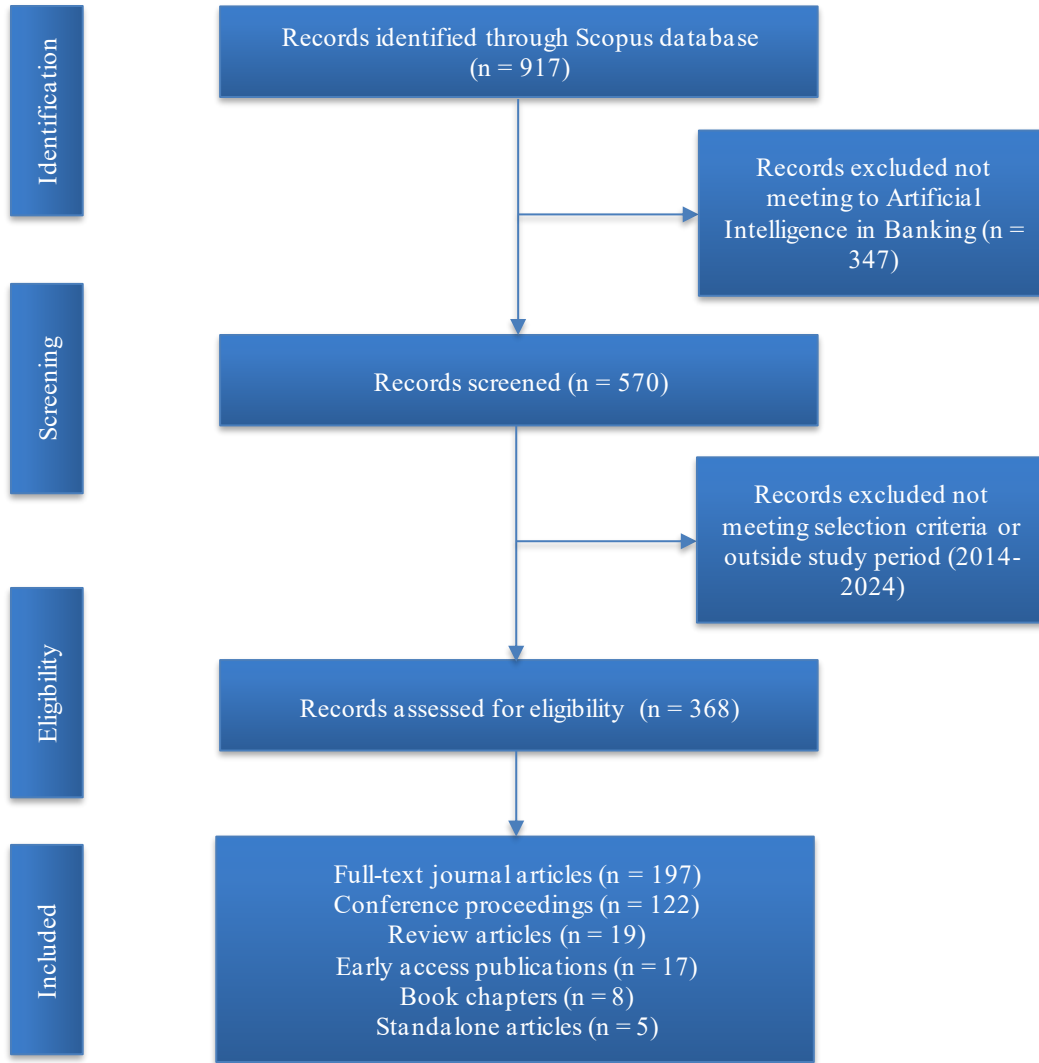 Identification
Records identified through Scopus database
(n = 917)
Records excluded not
meeting to Artificial
Intelligence in Banking (n =
347)
Screening
Records screened (n = 570)
Records excluded not
meeting selection criteria or
outside study period (2014-
2024)
Eligibility
Records assessed for eligibility (n = 368)
Included
Full-text journal articles (n = 197)
Conference proceedings (n = 122)
Review articles (n = 19)
Early access publications (n = 17)
Book chapters (n = 8)
Standalone articles (n = 5)